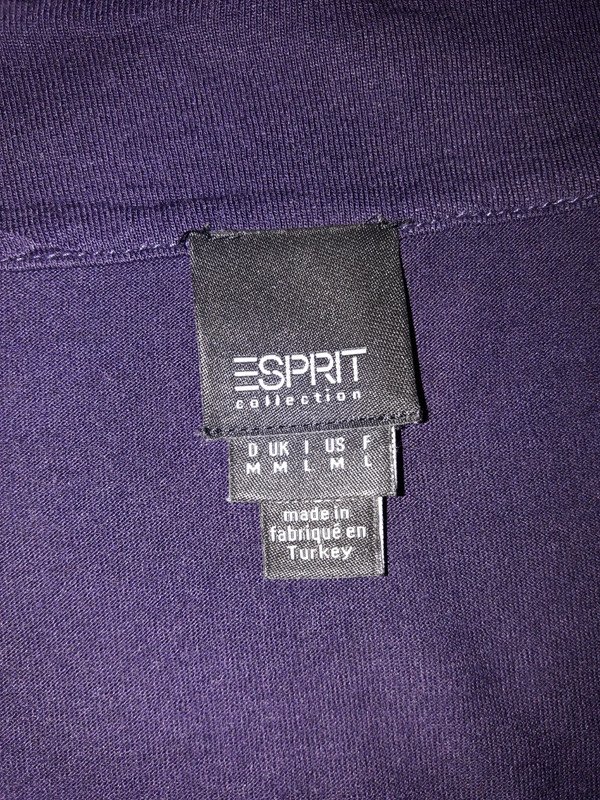 ESPRIT
collection
D UK I US F
M M L M L
made in
fabriqué en
Turkey